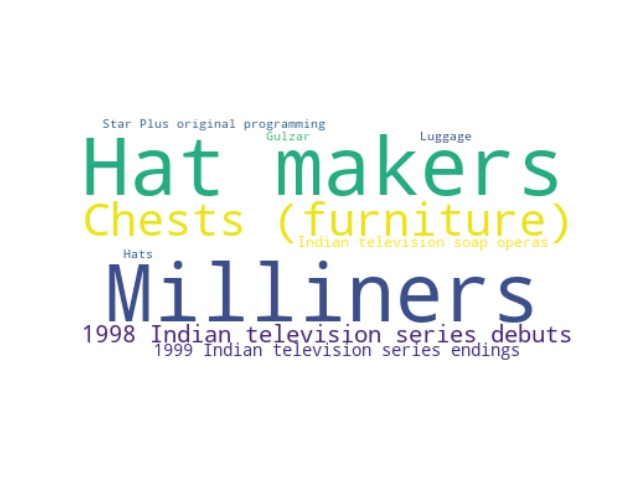 Star Plus original programming
Gulzar
Luggage
Hat makers
Chests (furniture)
Indian television soap operas
Hats
Milliners
1998 Indian television series debuts
1999 Indian television series endings